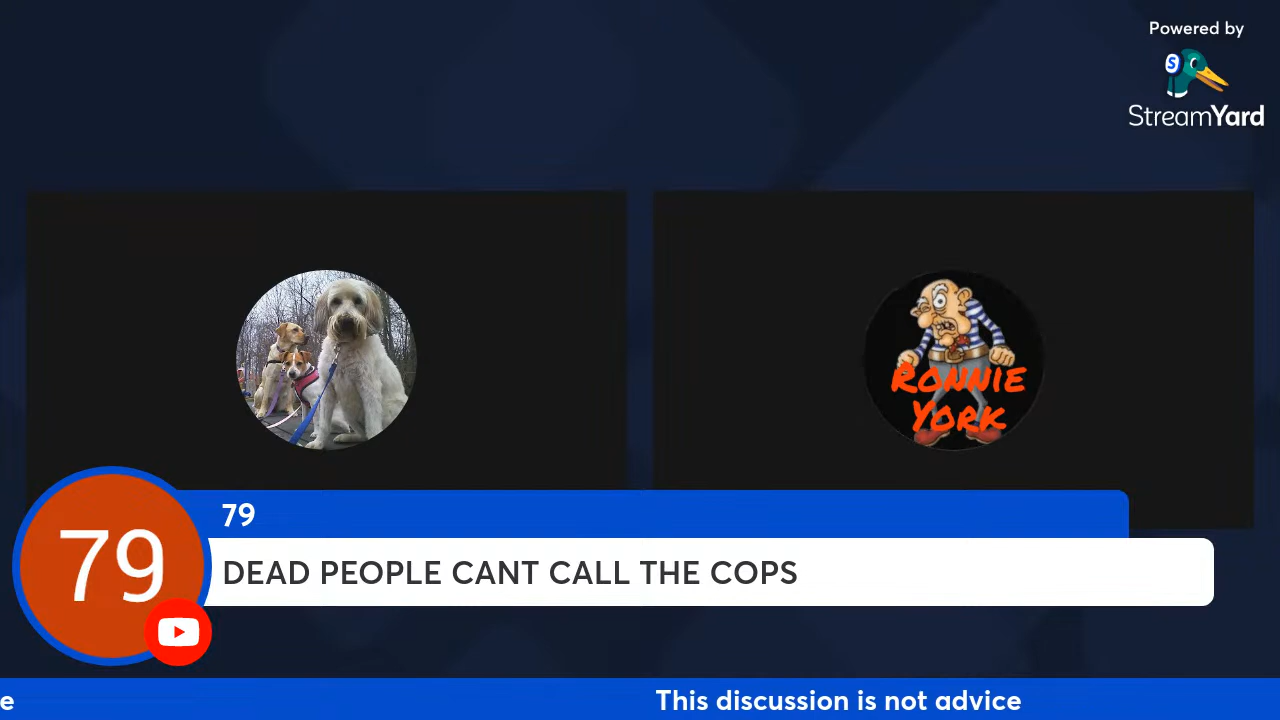 Powered by
S
StreamYard
RONNIE
YORK
79
79
DEAD PEOPLE CANT CALL THE COPS
e
This discussion is not advice